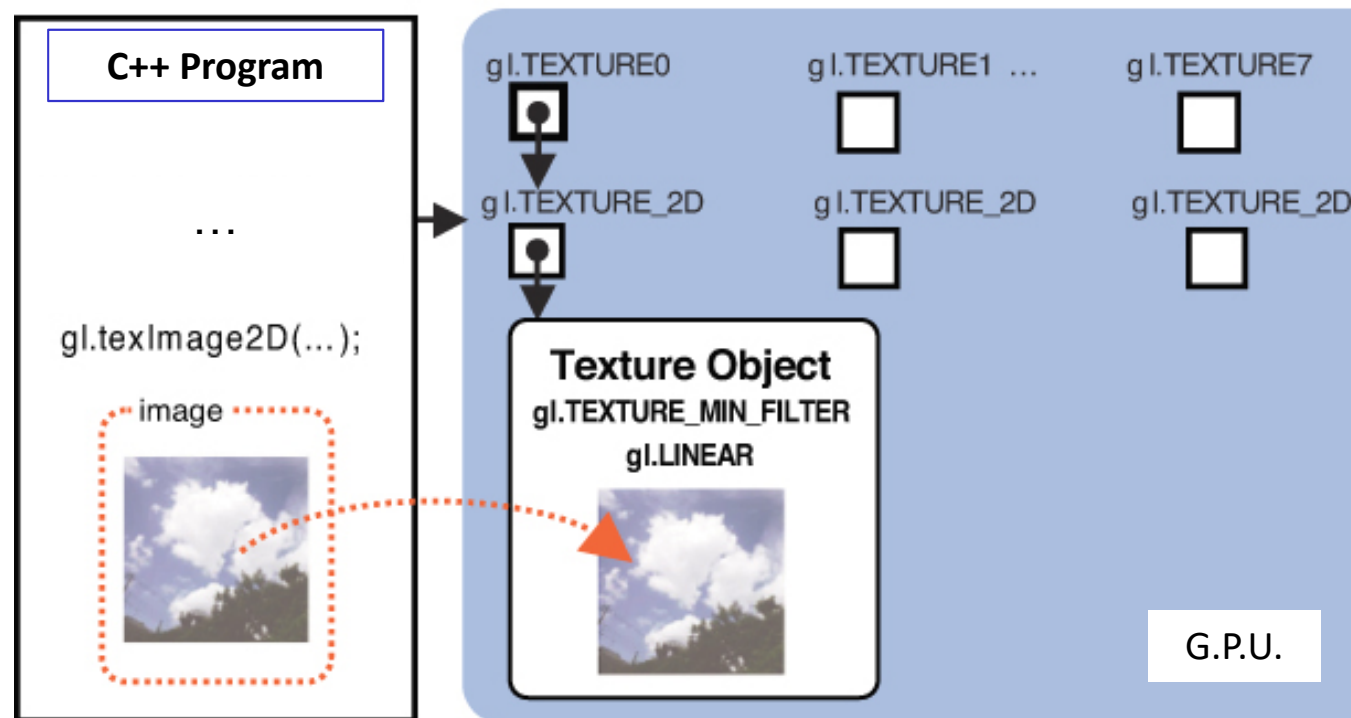 C++ Program
...
gl.texImage2D(...);
image
gl.TEXTURE0
gl.TEXTURE1 ...
gl.TEXTURE7
gl.TEXTURE_2D
gl.TEXTURE_2D
gl.TEXTURE_2D
Texture Object
gl.TEXTURE_MIN_FILTER
gl.LINEAR
G.P.U.